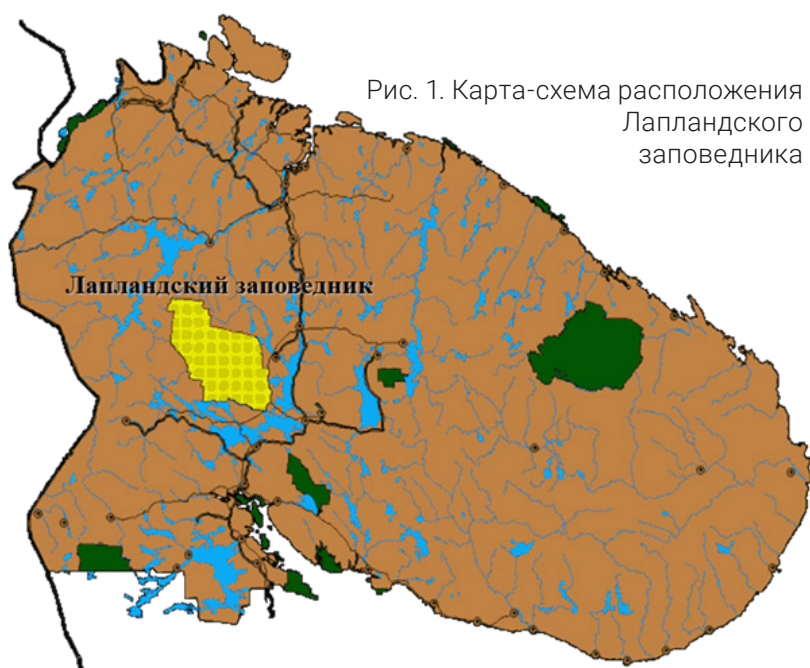 Рис. 1. Карта-схема расположения
Лапландского
заповедника
Лапландский заповедник